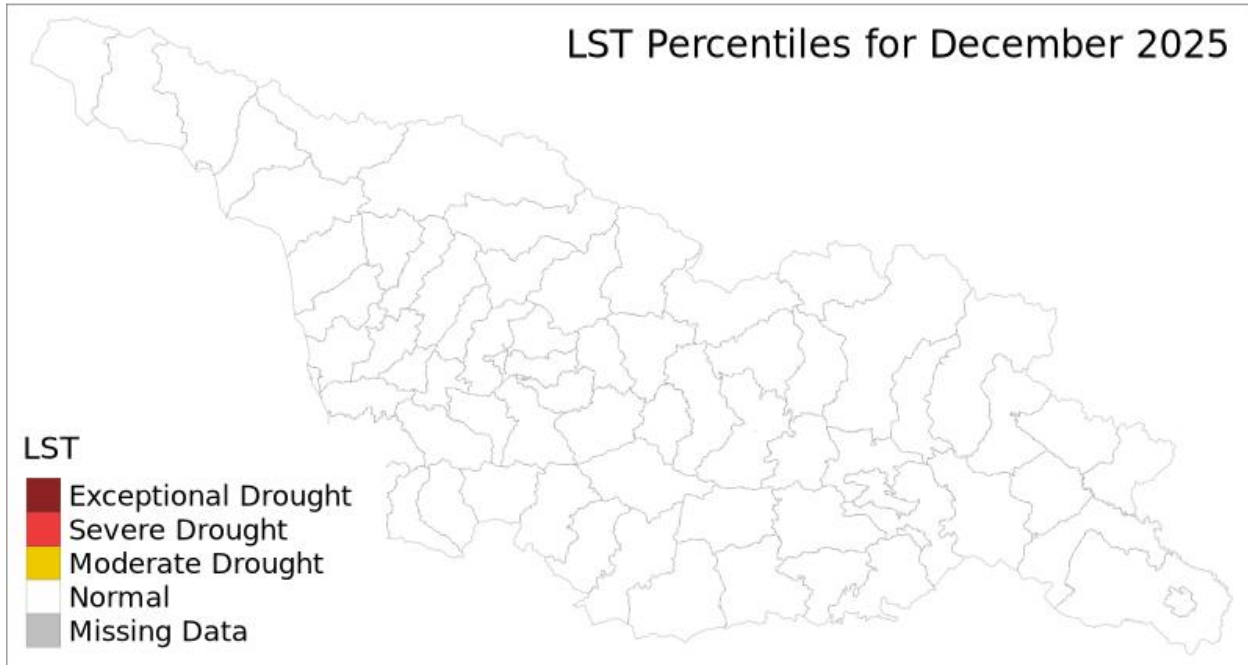 LST Percentiles for December 2025
LST
Exceptional Drought
Severe Drought
Moderate Drought
Normal
Missing Data